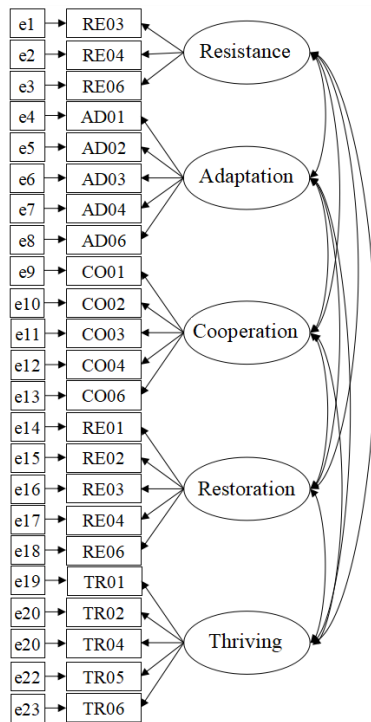 e1 RE03
e2 RE04 Resistance
e3 RE06
e4 AD01
e5 AD02
e6 AD03 Adaptation
e7 AD04
e8 AD06
e9 CO01
e10 CO02
e11 CO03 Cooperation
e12 CO04
e13 CO06
e14 RE01
e15 RE02
e16 RE03 Restoration
e17 RE04
e18 RE06
e19 TR01
e20 TR02
e20 TR04 Thriving
e22 TR05
e23 TR06